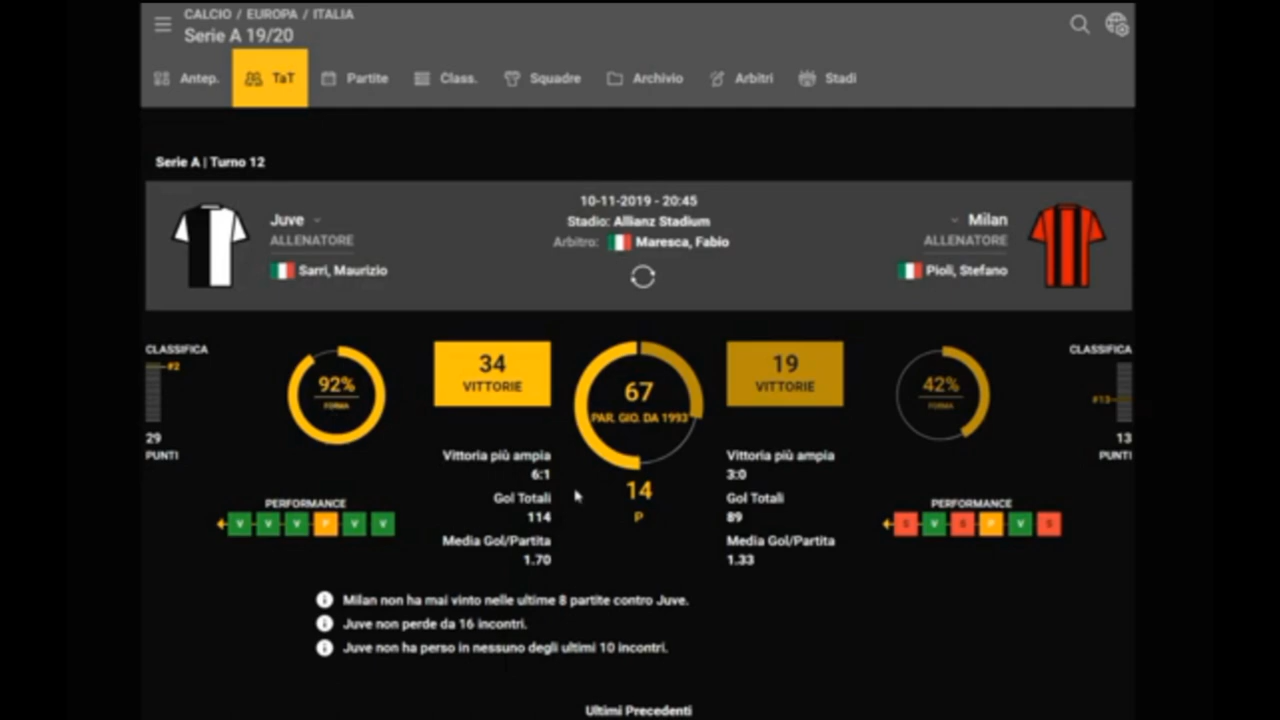 CALCIO / EUROPA / ITALIA
Serie A 19/20
Antep. TaT Partite Class. Squadre Archivio Arbitri Stadi
Serie A | Turno 12
10-11-2019 - 20:45
Stadio: Allianz Stadium
Arbitro: Maresca, Fabio
Juve
ALLENATORE
Sarri, Maurizio
Milan
ALLENATORE
Pioli, Stefano
CLASSIFICA
#2
29
PUNTI
92%
FORMA
PERFORMANCE
V V V P V V
34
VITTORIE
Vittoria più ampia
6:1
Gol Totali
114
Media Gol/Partita
1.70
67
PAR. GIO. DA 1993
14
P
19
VITTORIE
Vittoria più ampia
3:0
Gol Totali
89
Media Gol/Partita
1.33
42%
FORMA
PERFORMANCE
S V S P V S
CLASSIFICA
#13
13
PUNTI
Milan non ha mai vinto nelle ultime 8 partite contro Juve.
Juve non perde da 16 incontri.
Juve non ha perso in nessuno degli ultimi 10 incontri.
Ultimi Precedenti